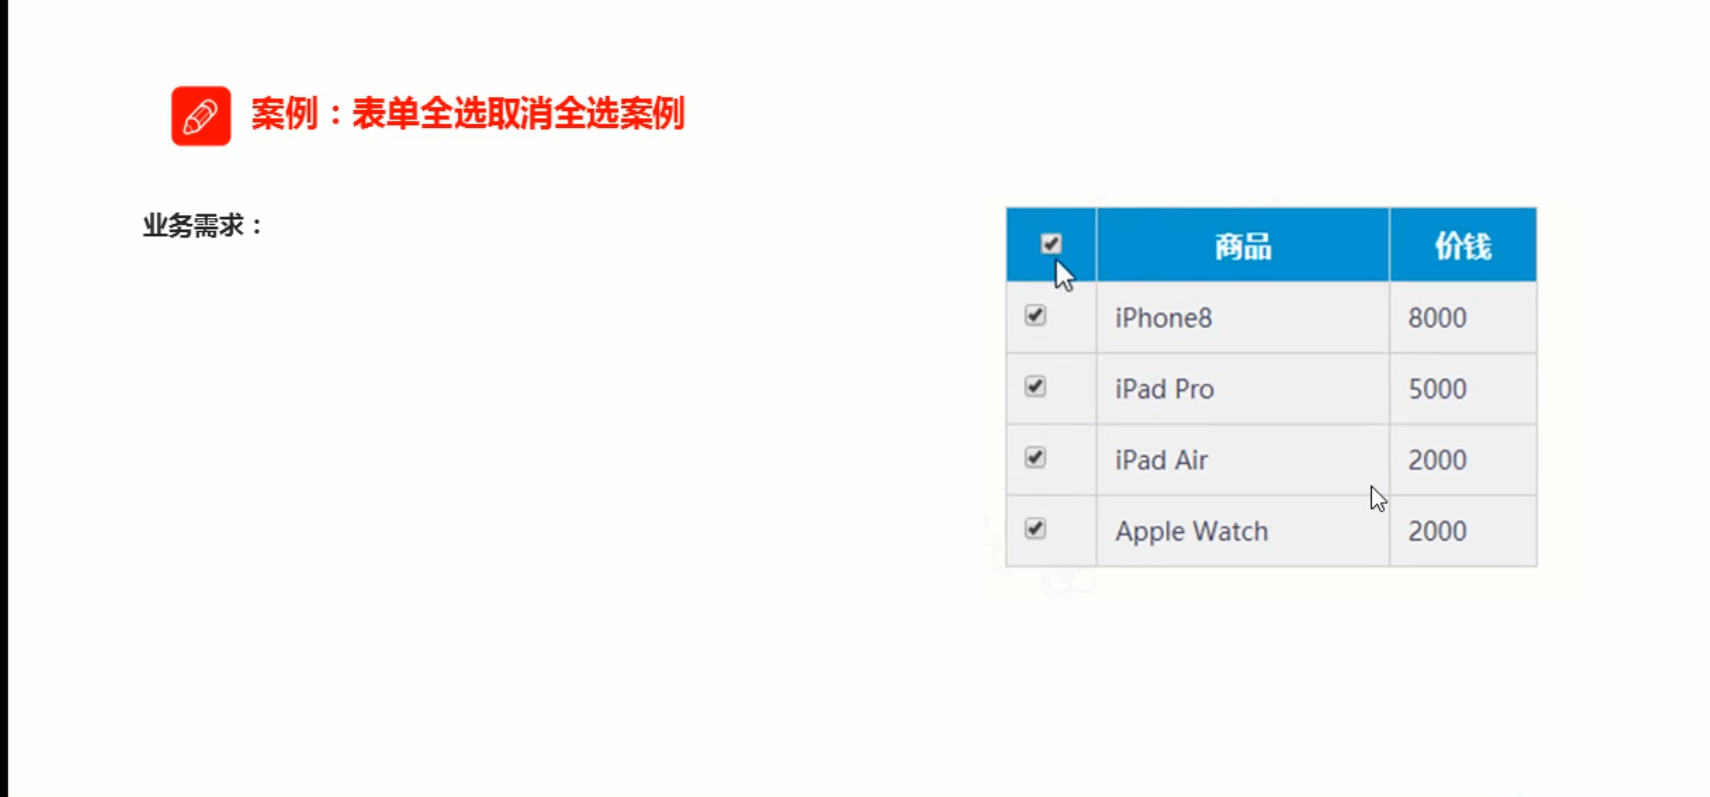 案例：表单全选取消全选案例
业务需求：
商品 价钱
iPhone8 8000
iPad Pro 5000
iPad Air 2000
Apple Watch 2000